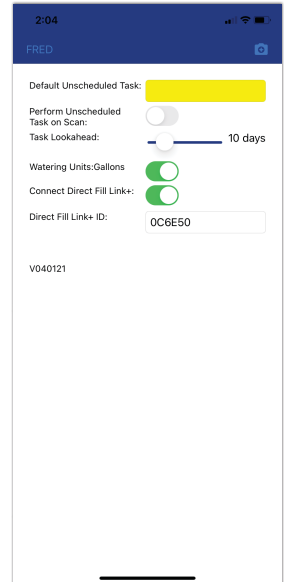 2:04
FRED
Default Unscheduled Task:
Perform Unscheduled
Task on Scan:
Task Lookahead:
10 days
Watering Units:Gallons
Connect Direct Fill Link+:
Direct Fill Link+ ID:
0C6E50
V040121